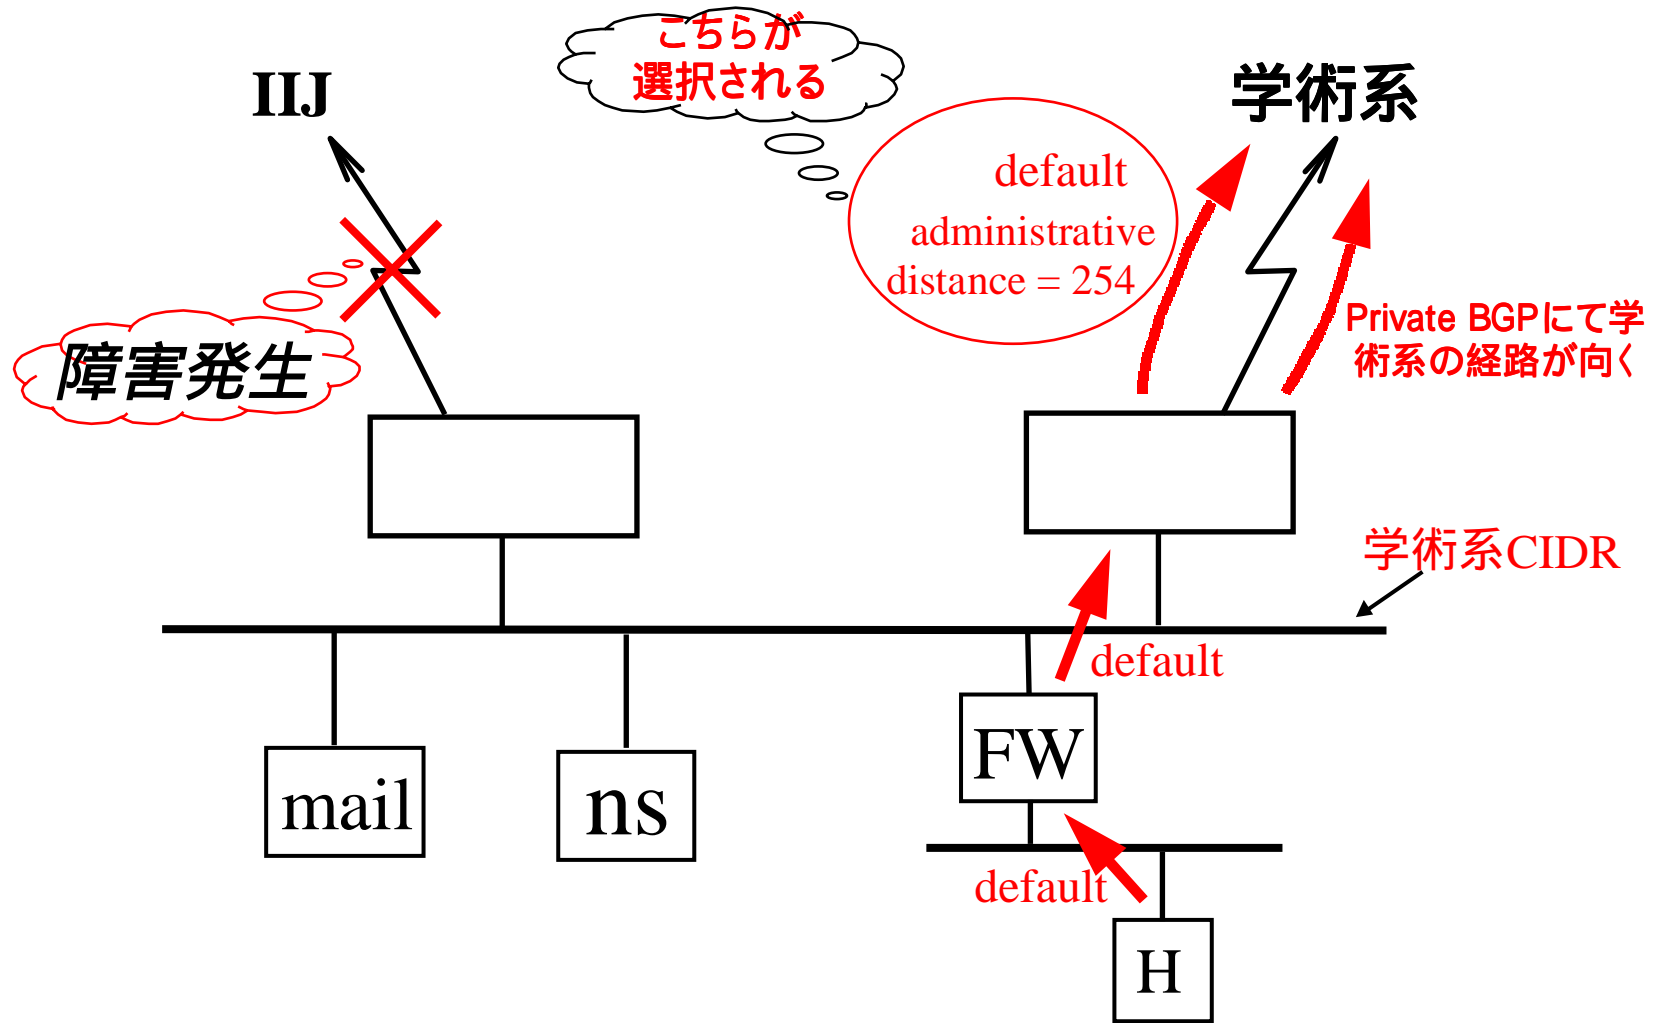 こちらが
選択される
IIJ
学術系
default
administrative
distance = 254
Private BGPにて学
術系の経路が向く
障害発生
学術系CIDR
default
FW
mail
ns
default
H